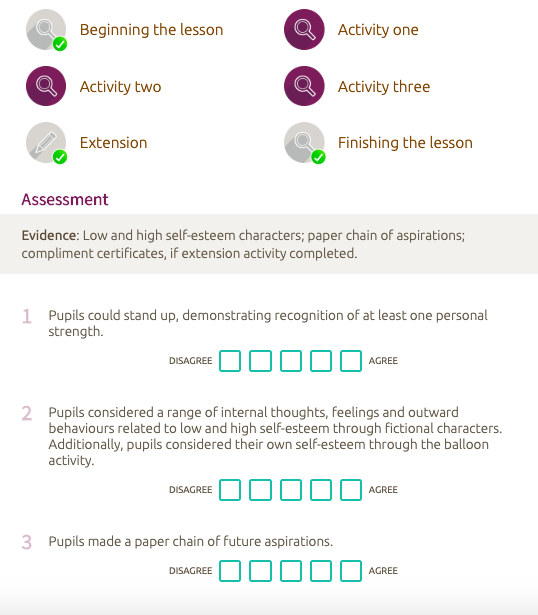 Beginning the lesson
Activity one
Activity two
Activity three
Extension
Finishing the lesson
Assessment
Evidence: Low and high self-esteem characters; paper chain of aspirations;
compliment certificates, if extension activity completed.
1 Pupils could stand up, demonstrating recognition of at least one personal
strength.
DISAGREE AGREE
2 Pupils considered a range of internal thoughts, feelings and outward
behaviours related to low and high self-esteem through fictional characters.
Additionally, pupils considered their own self-esteem through the balloon
activity.
DISAGREE AGREE
3 Pupils made a paper chain of future aspirations.
DISAGREE AGREE